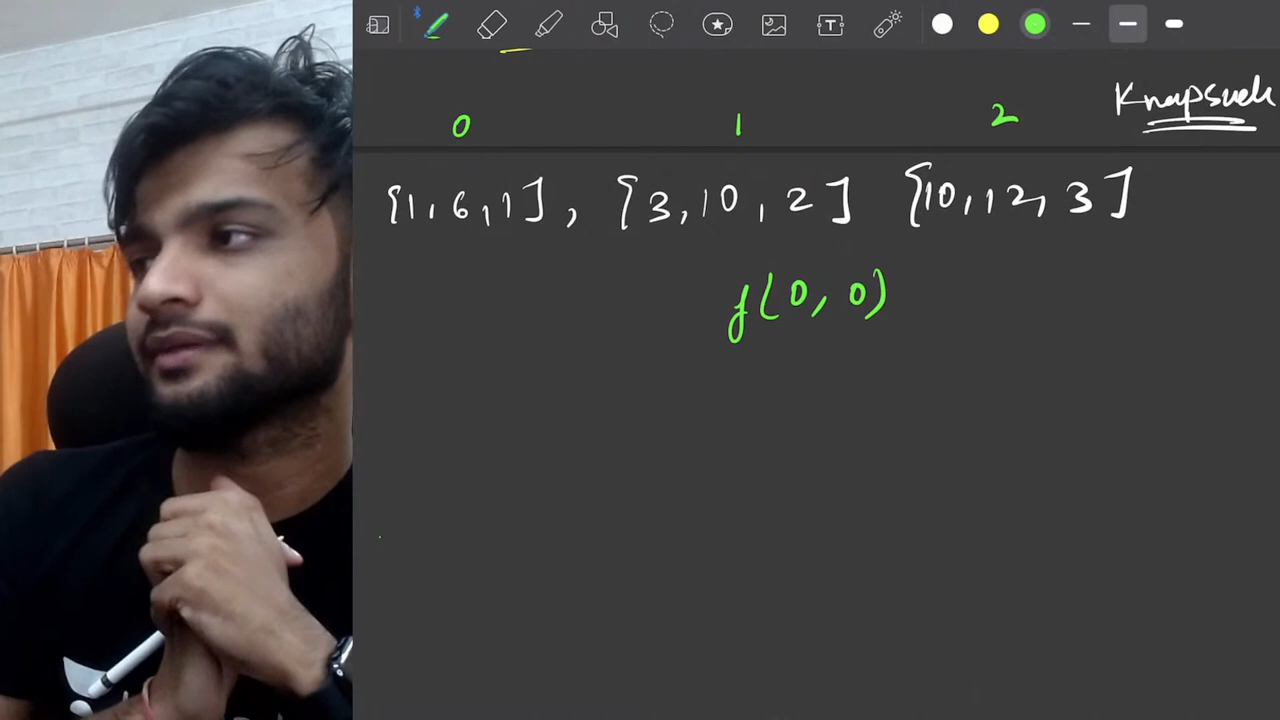 Knapsack
0 1 2
[1, 6, 1], [3, 10, 2] [10, 12, 3]
f(0, 0)